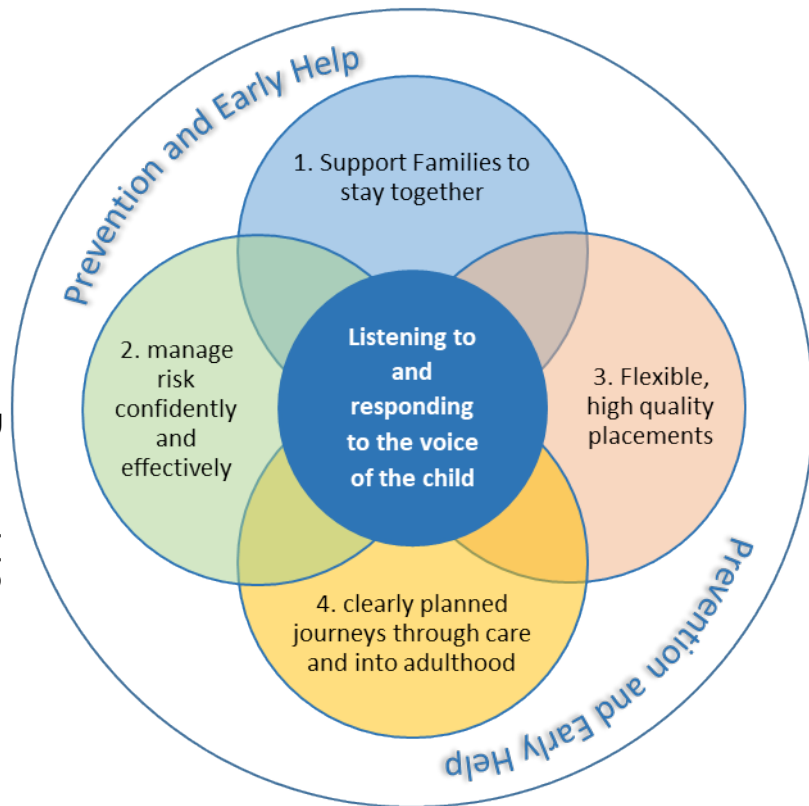 Prevention and Early Help
1. Support Families to
stay together
2. manage
risk
confidently
and
effectively
Listening to
and
responding
to the voice
of the child
3. Flexible,
high quality
placements
4. clearly planned
journeys through care
and into adulthood
Prevention and Early Help